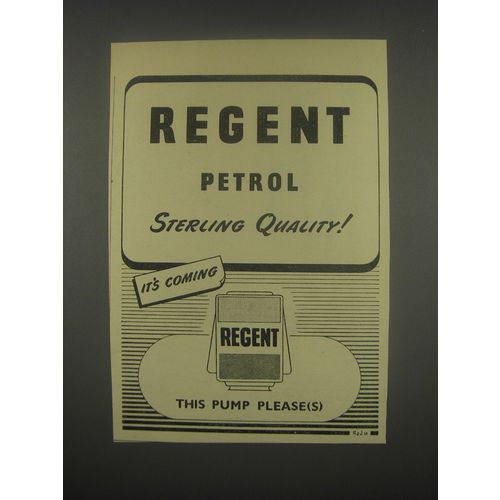 REGENT
PETROL
STERLING QUALITY!
IT'S COMING
REGENT
THIS PUMP PLEASE(S)